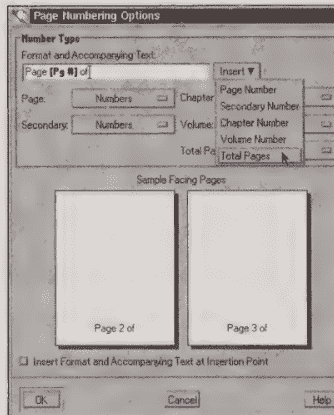 Page Numbering Options
Number Type
Format and Accompanying Text:
Page [Pg #] of
Insert ▼
Page Number
Secondary Number
Chapter Number
Volume Number
Total Pages
Page: Numbers Chapter
Secondary: Numbers Volume:
Total Pa
Sample Facing Pages
Page 2 of
Page 3 of
Insert Format and Accompanying Text at Insertion Point
OK Cancel Help